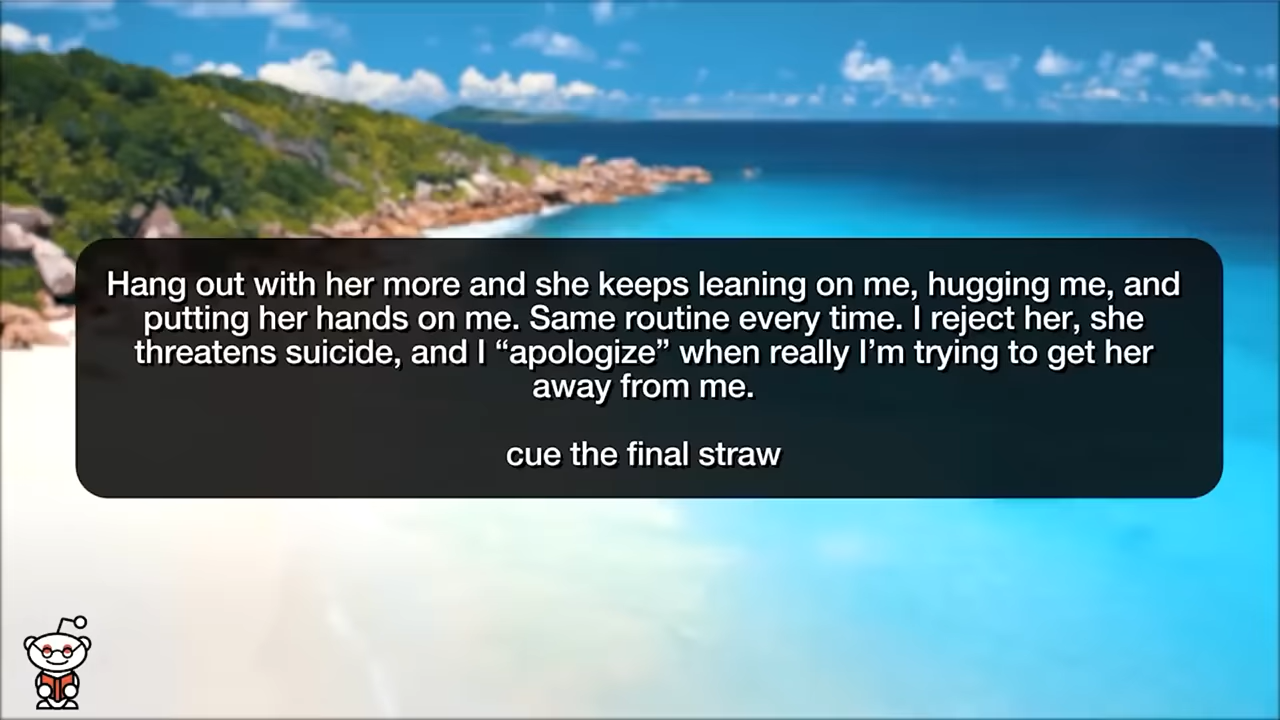 Hang out with her more and she keeps leaning on me, hugging me, and
putting her hands on me. Same routine every time. I reject her, she
threatens suicide, and I “apologize” when really I’m trying to get her
away from me.
cue the final straw